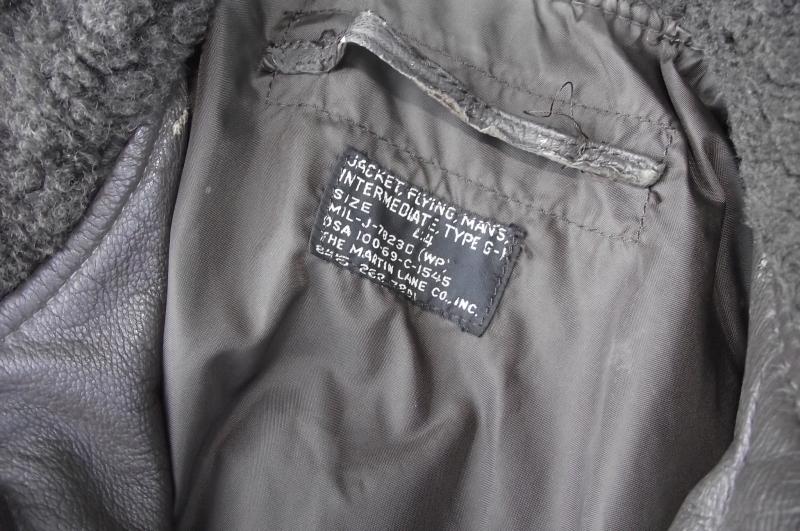 JACKET, FLYING, MAN'S,
INTERMEDIATE, TYPE G-1
SIZE 44
MIL-J-7823D (WP)
DSA 100-69-C-1545
THE MARTIN LANE CO., INC.
8415-